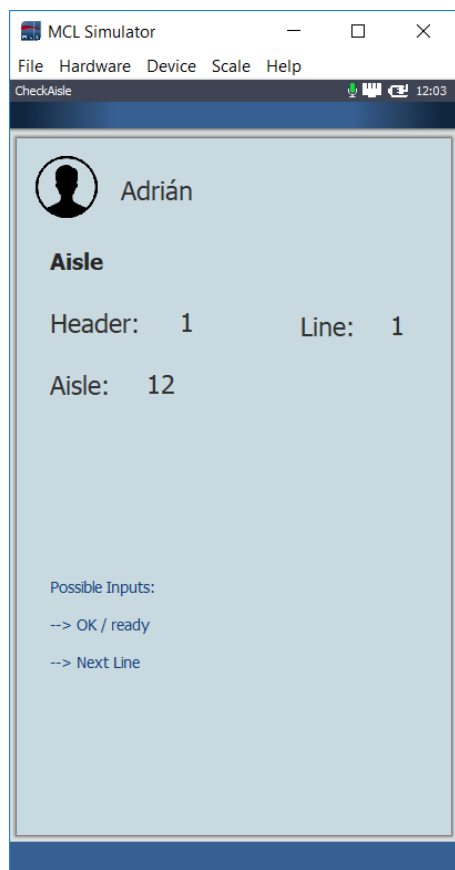 MCL Simulator
File Hardware Device Scale Help
CheckAisle 12:03
Adrián
Aisle
Header: 1 Line: 1
Aisle: 12
Possible Inputs:
--> OK / ready
--> Next Line